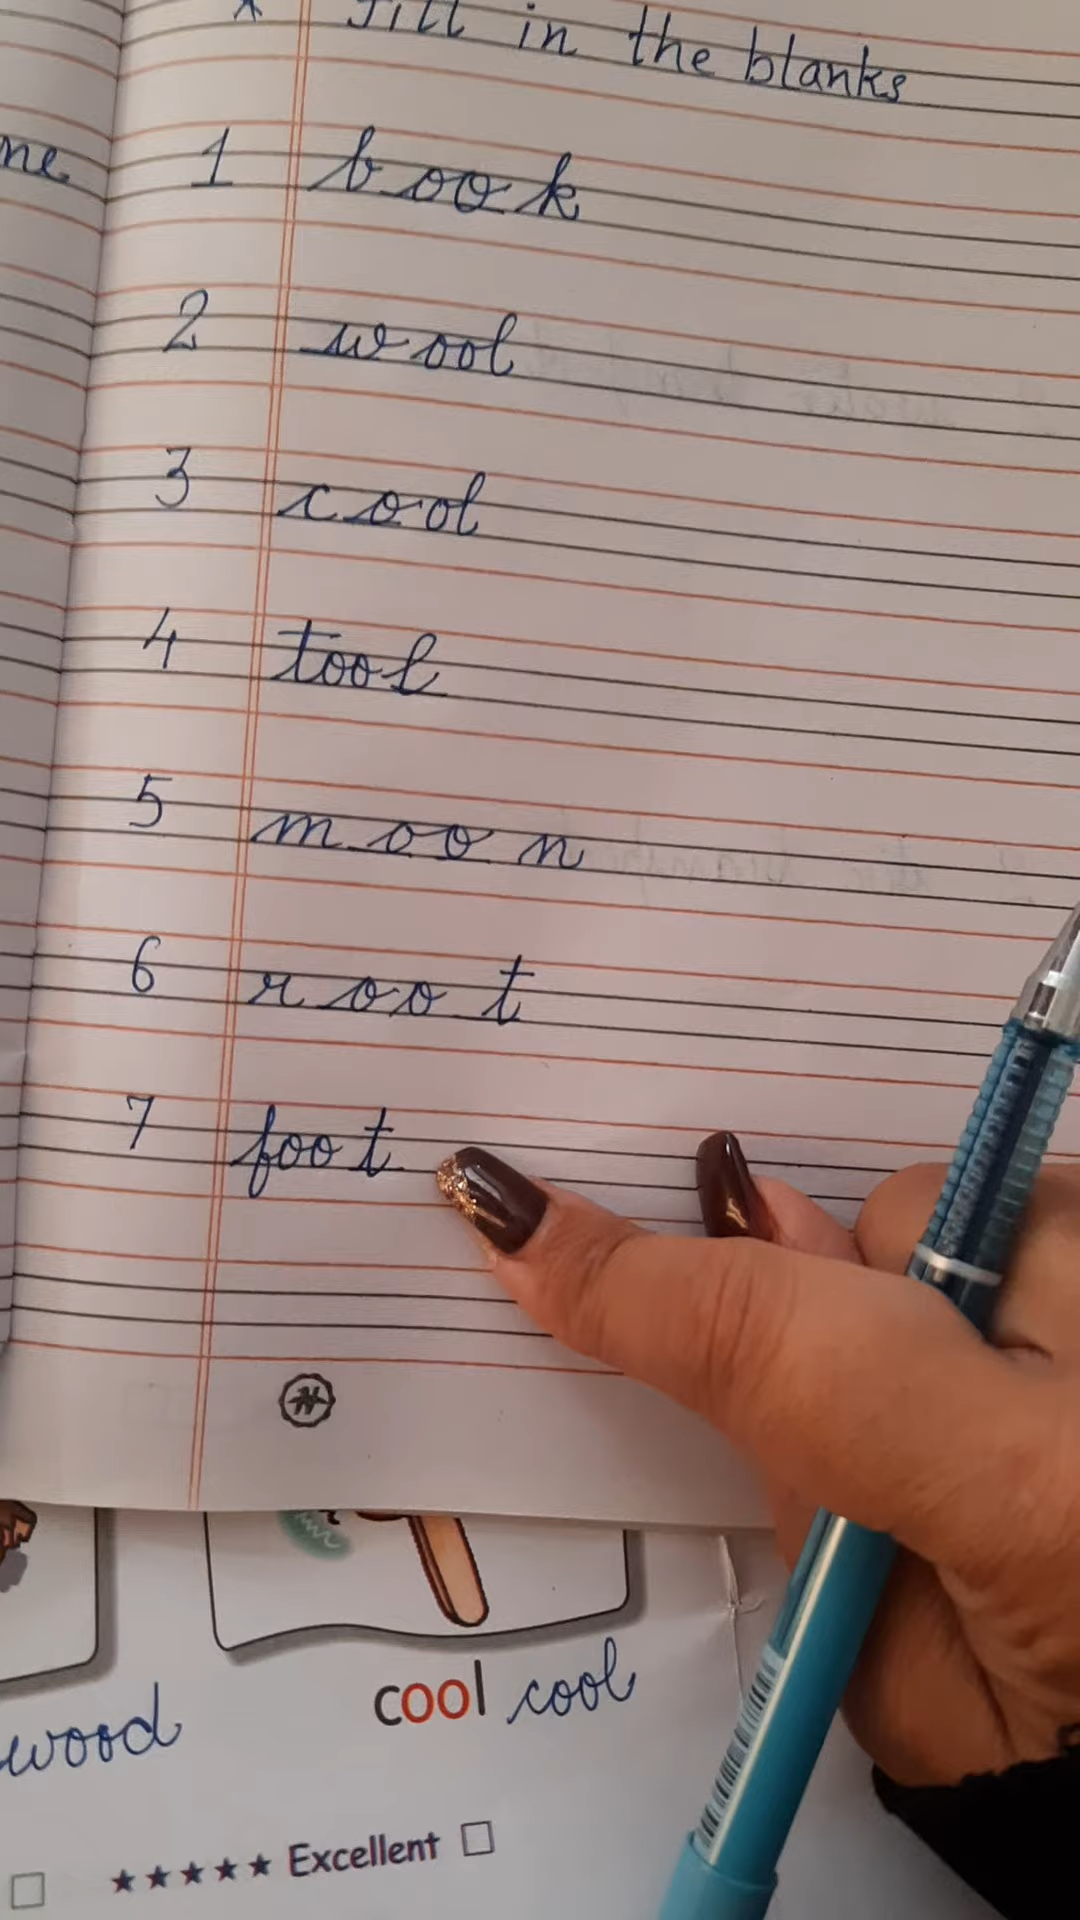 * fill in the blanks
me
1 book
2 wool
3 cool
4 tool
5 moon
6 root
7 foot
cool cool
wood
★★★★★ Excellent